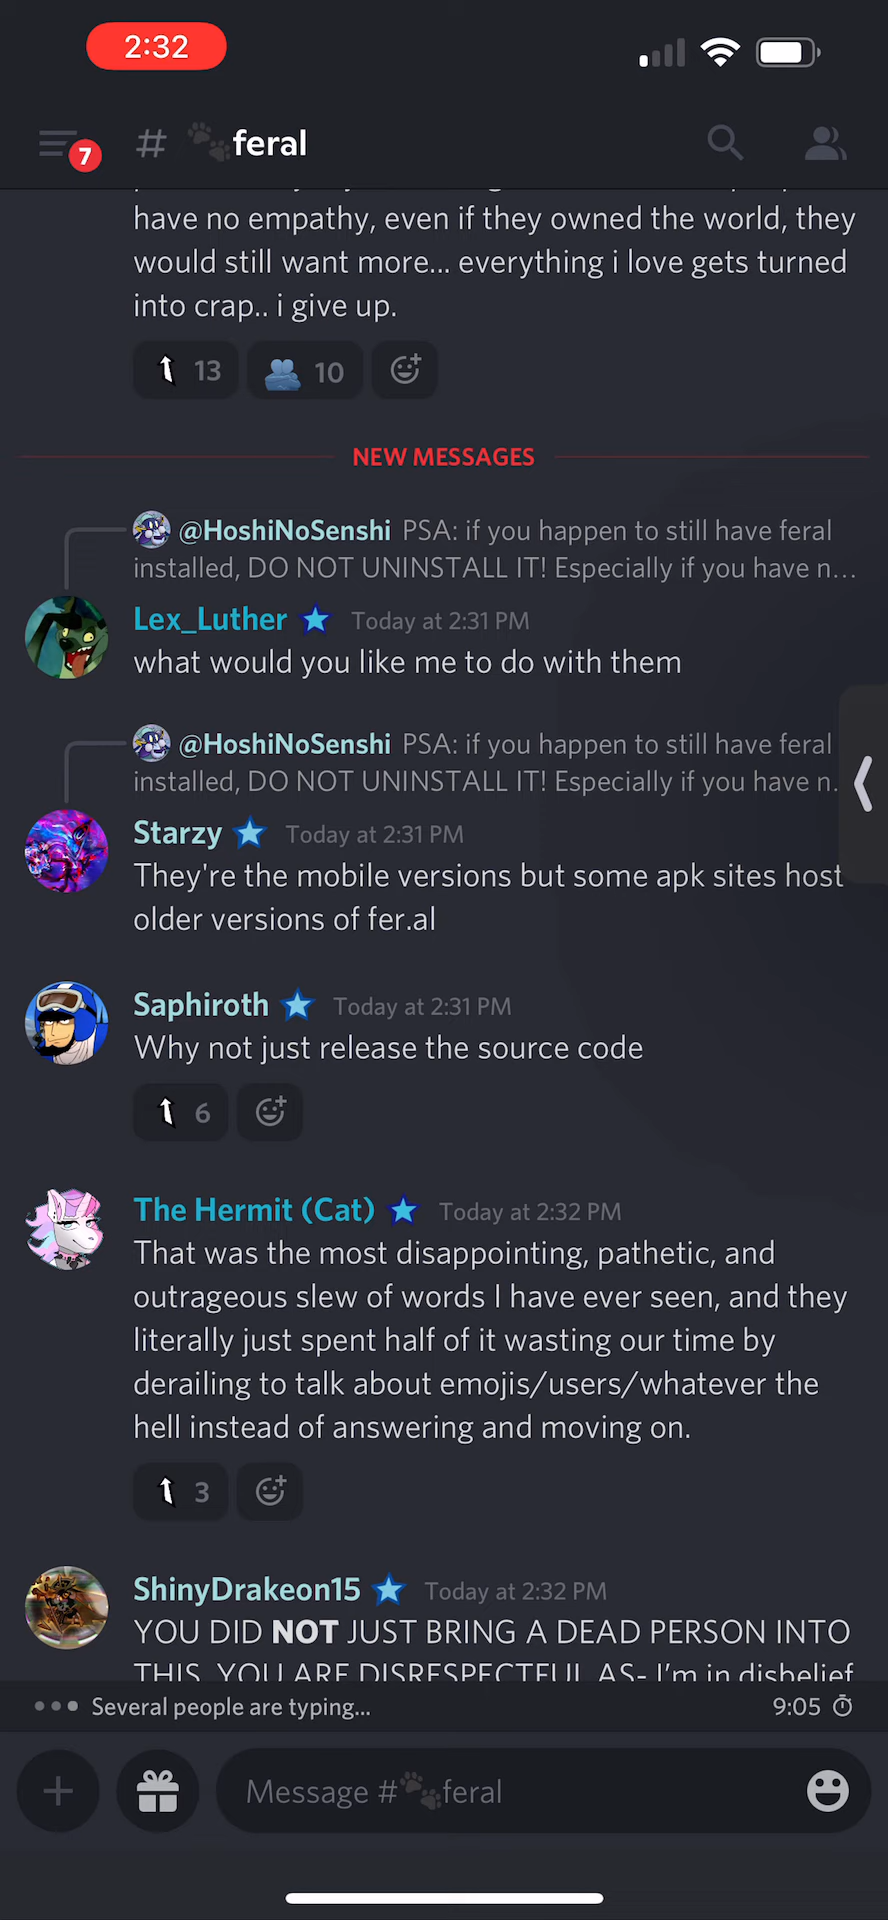 2:32
7
# feral
have no empathy, even if they owned the world, they
would still want more... everything i love gets turned
into crap.. i give up.
13 10
NEW MESSAGES
@HoshiNoSenshi PSA: if you happen to still have feral
installed, DO NOT UNINSTALL IT! Especially if you have n...
Lex_Luther Today at 2:31 PM
what would you like me to do with them
@HoshiNoSenshi PSA: if you happen to still have feral
installed, DO NOT UNINSTALL IT! Especially if you have n.
Starzy Today at 2:31 PM
They're the mobile versions but some apk sites host
older versions of fer.al
Saphiroth Today at 2:31 PM
Why not just release the source code
6
The Hermit (Cat) Today at 2:32 PM
That was the most disappointing, pathetic, and
outrageous slew of words I have ever seen, and they
literally just spent half of it wasting our time by
derailing to talk about emojis/users/whatever the
hell instead of answering and moving on.
3
ShinyDrakeon15 Today at 2:32 PM
YOU DID NOT JUST BRING A DEAD PERSON INTO
THIS. YOU ARE DISRESPECTFUL AS- I'm in disbelief
Several people are typing... 9:05
Message # feral